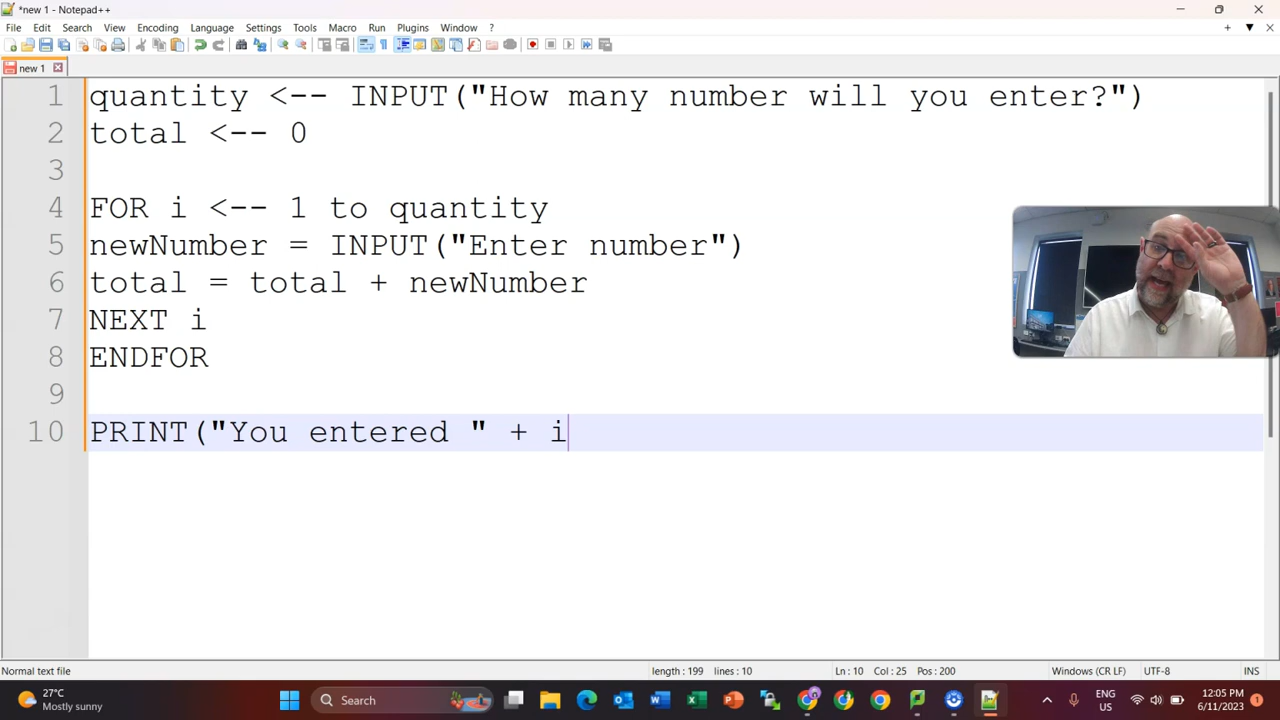 *new 1 - Notepad++
File Edit Search View Encoding Language Settings Tools Macro Run Plugins Window ?
new 1
1 quantity <-- INPUT("How many number will you enter?")
2 total <-- 0
3
4 FOR i <-- 1 to quantity
5 newNumber = INPUT("Enter number")
6 total = total + newNumber
7 NEXT i
8 ENDFOR
9
10 PRINT("You entered " + i
Normal text file length : 199 lines : 10 Ln : 10 Col : 25 Pos : 200 Windows (CR LF) UTF-8 INS
27°C
Mostly sunny
Search
ENG
US
12:05 PM
6/11/2023
1